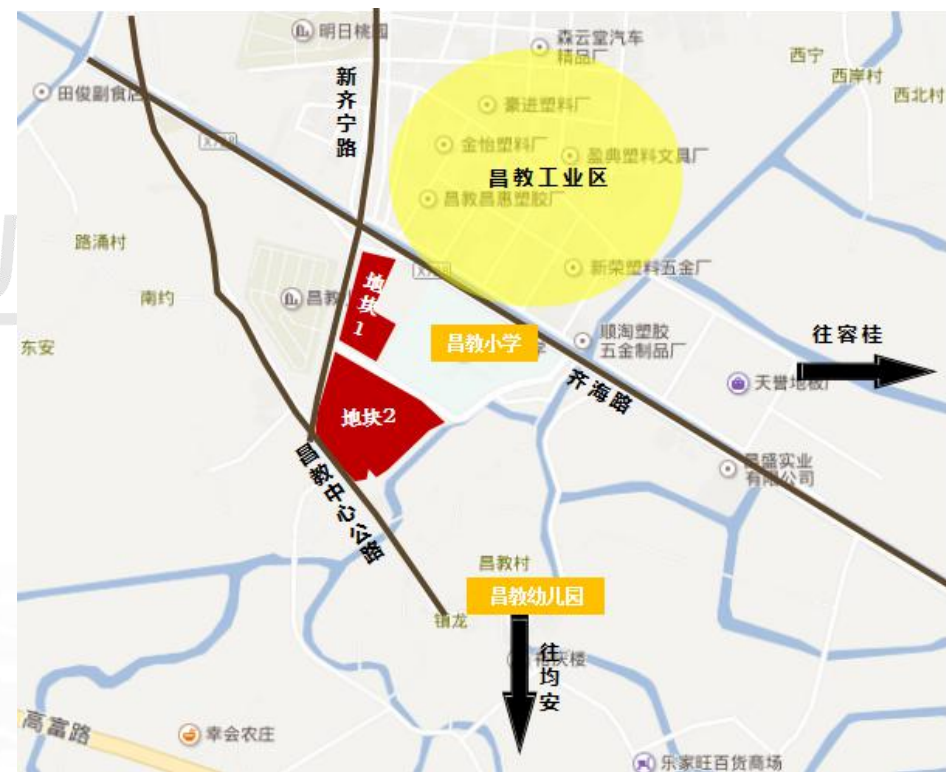 明日桃园
森云堂汽车
精品厂
西宁
西岸村
西北村
田俊副食店
新齐宁路
豪进塑料厂
X798
金怡塑料厂
盈典塑料文具厂
昌教工业区
昌教昌惠塑胶厂
路涌村
南约
昌教
地块1
新荣塑料五金厂
东安
昌教小学
顺淘塑胶
五金制品厂
往容桂
天誉地板厂
齐海路
地块2
昌盛实业
有限公司
昌教中心公路
昌教村
昌教幼儿园
镇龙
往均安
高富路
幸会农庄
乐家旺百货商场